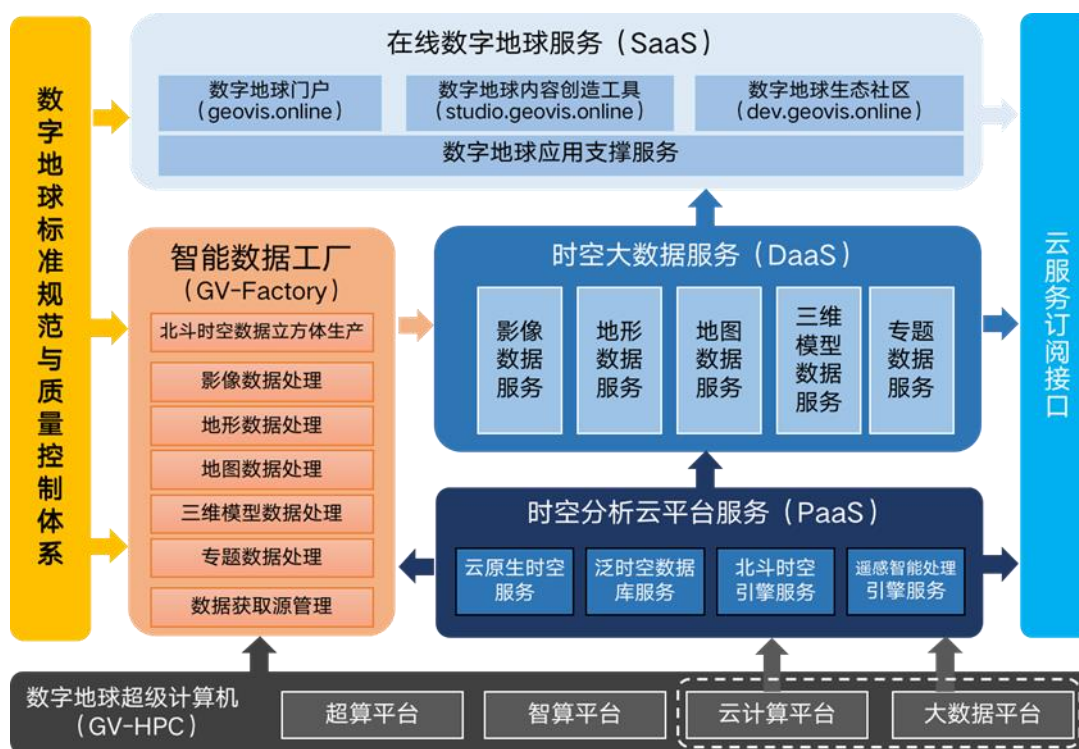 数字地球标准规范与质量控制体系
在线数字地球服务（SaaS）
数字地球门户
(geovis.online)
数字地球内容创造工具
(studio.geovis.online)
数字地球生态社区
(dev.geovis.online)
数字地球应用支撑服务
智能数据工厂
（GV-Factory）
北斗时空数据立方体生产
影像数据处理
地形数据处理
地图数据处理
三维模型数据处理
专题数据处理
数据获取源管理
时空大数据服务（DaaS）
影像
数据
服务
地形
数据
服务
地图
数据
服务
三维
模型
数据
服务
专题
数据
服务
时空分析云平台服务（PaaS）
云原生时空
服务
泛时空数据
库服务
北斗时空
引擎服务
遥感智能处理
引擎服务
云服务订阅接口
数字地球超级计算机
（GV-HPC）
超算平台
智算平台
云计算平台
大数据平台